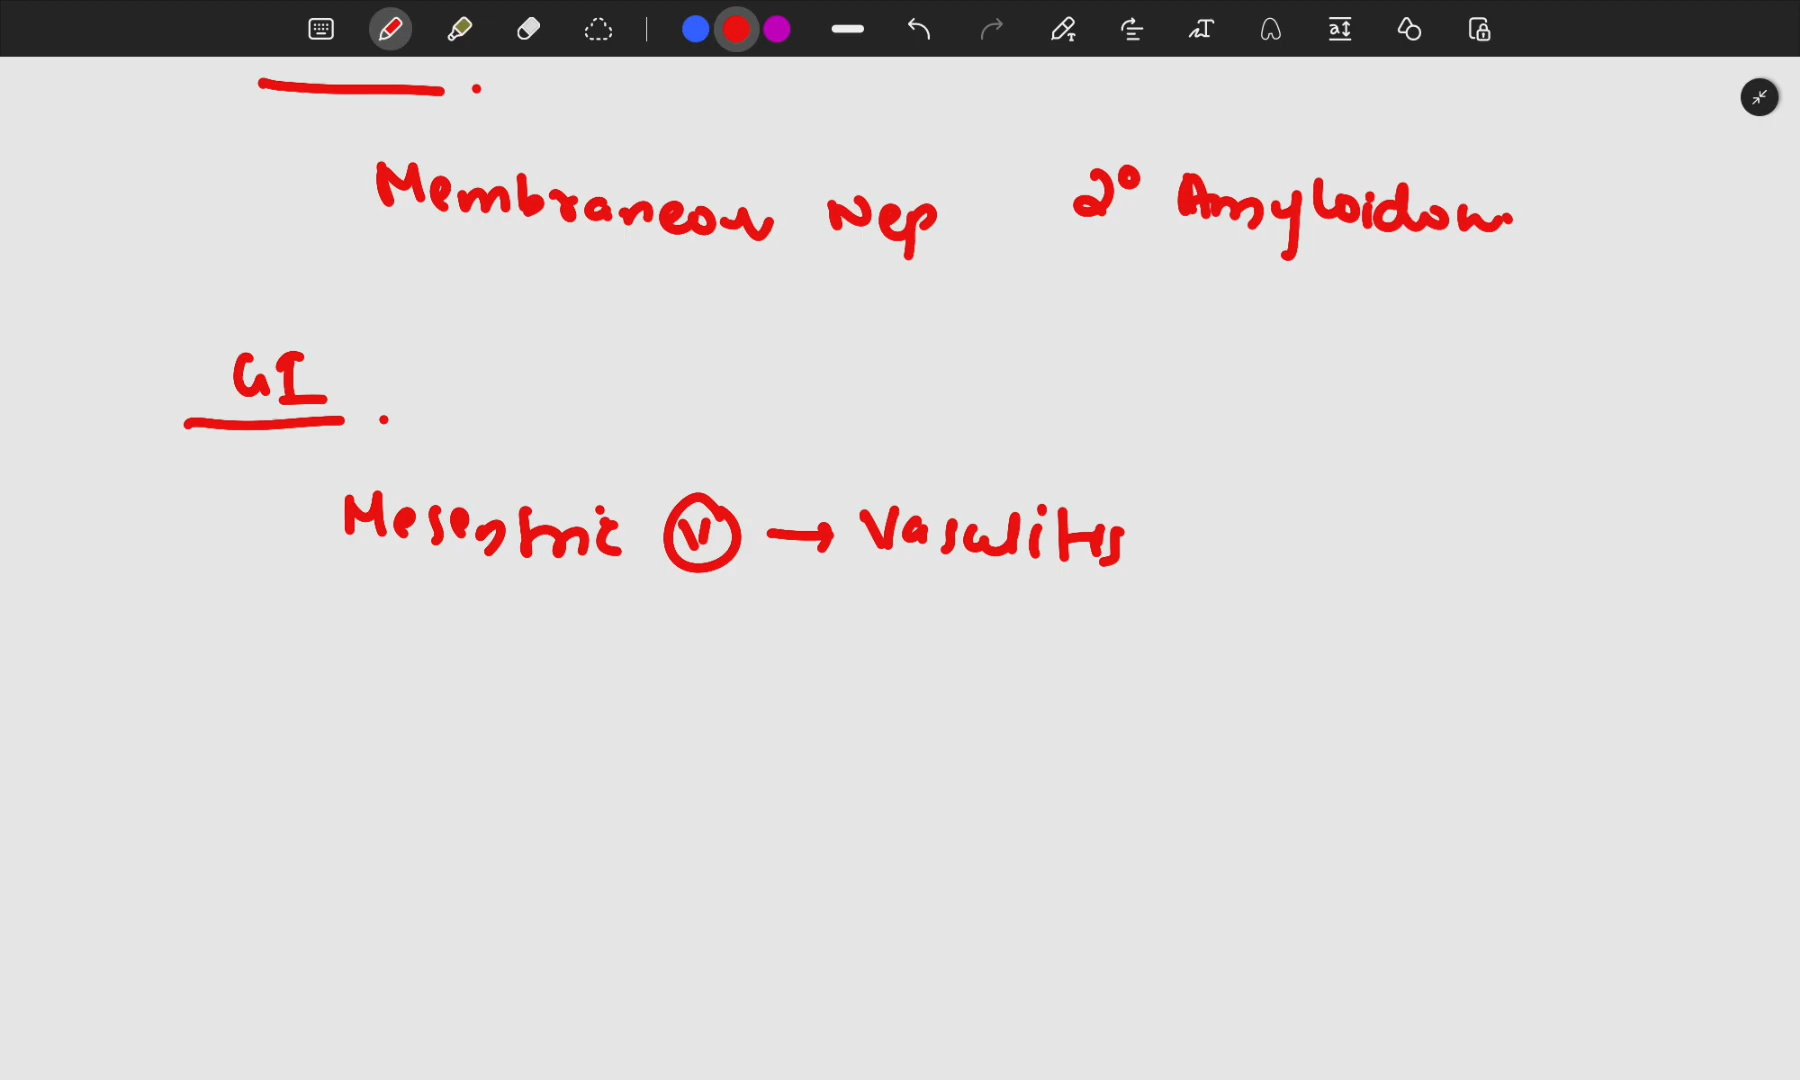 Membraneous Nep 2° Amyloidosis.
GI
Mesentric V → Vasculitis